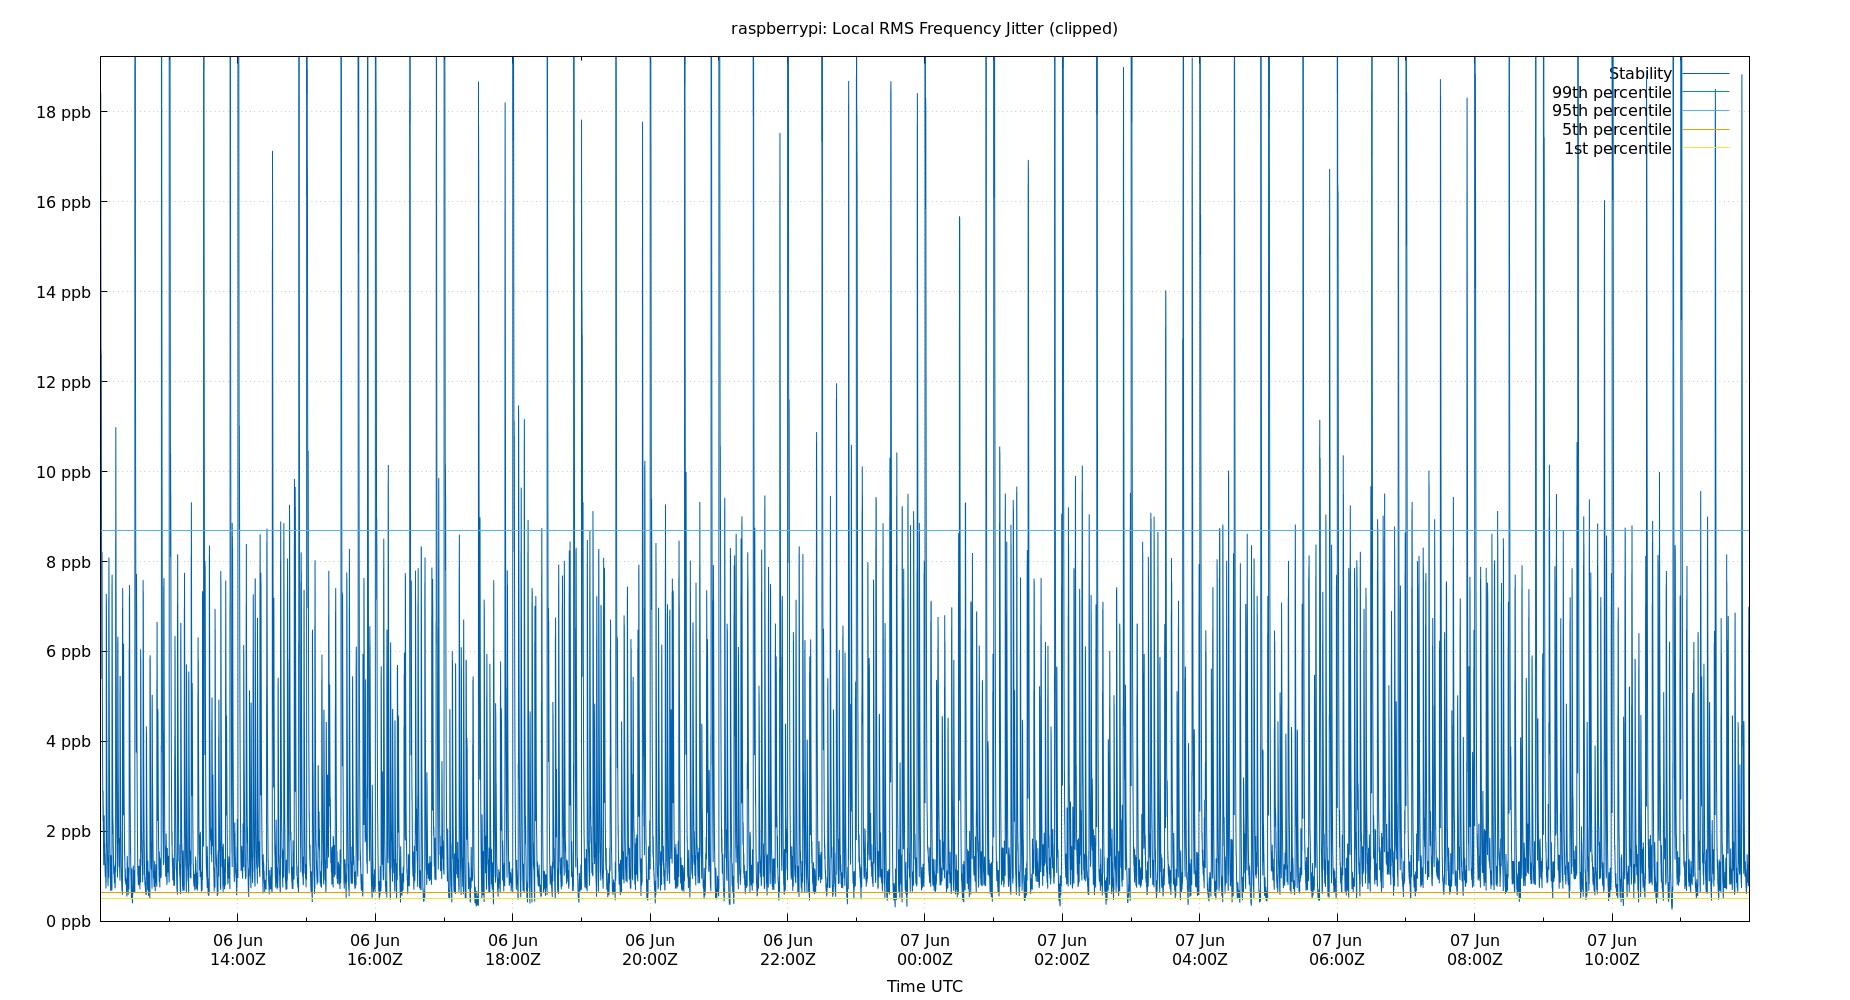 raspberrypi: Local RMS Frequency Jitter (clipped)
Stability
99th percentile
95th percentile
5th percentile
1st percentile
18 ppb
16 ppb
14 ppb
12 ppb
10 ppb
8 ppb
6 ppb
4 ppb
2 ppb
0 ppb
06 Jun 06 Jun 06 Jun 06 Jun 06 Jun 07 Jun 07 Jun 07 Jun 07 Jun 07 Jun 07 Jun
14:00Z 16:00Z 18:00Z 20:00Z 22:00Z 00:00Z 02:00Z 04:00Z 06:00Z 08:00Z 10:00Z
Time UTC